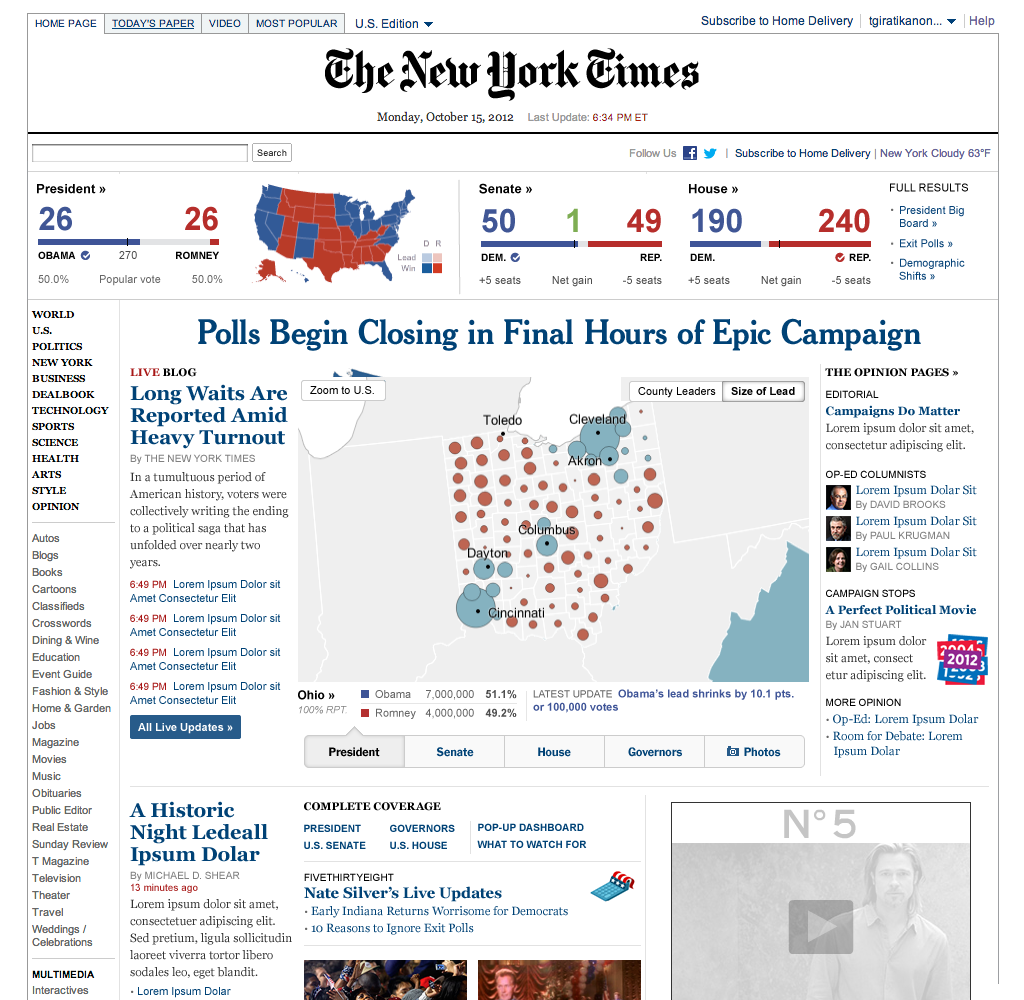 HOME PAGE
TODAY'S PAPER
VIDEO
MOST POPULAR
U.S. Edition
Subscribe to Home Delivery
tgiratikanon...
Help
The New York Times
Monday, October 15, 2012 Last Update: 6:34 PM ET
Search
Follow Us | Subscribe to Home Delivery | New York Cloudy 63°F
President »
26 26
OBAMA 270 ROMNEY
50.0% Popular vote 50.0%
D R
Lead
Win
Senate »
50 1 49
DEM. REP.
+5 seats Net gain -5 seats
House »
190 240
DEM. REP.
+5 seats Net gain -5 seats
FULL RESULTS
· President Big
Board »
· Exit Polls »
· Demographic
Shifts »
WORLD
U.S.
POLITICS
NEW YORK
BUSINESS
DEALBOOK
TECHNOLOGY
SPORTS
SCIENCE
HEALTH
ARTS
STYLE
OPINION
Autos
Blogs
Books
Cartoons
Classifieds
Crosswords
Dining & Wine
Education
Event Guide
Fashion & Style
Home & Garden
Jobs
Magazine
Movies
Music
Obituaries
Public Editor
Real Estate
Sunday Review
T Magazine
Television
Theater
Travel
Weddings /
Celebrations
MULTIMEDIA
Interactives
Polls Begin Closing in Final Hours of Epic Campaign
LIVE BLOG
Long Waits Are
Reported Amid
Heavy Turnout
By THE NEW YORK TIMES
In a tumultuous period of
American history, voters were
collectively writing the ending
to a political saga that has
unfolded over nearly two
years.
6:49 PM Lorem Ipsum Dolor sit
Amet Consectetur Elit
6:49 PM Lorem Ipsum Dolor sit
Amet Consectetur Elit
6:49 PM Lorem Ipsum Dolor sit
Amet Consectetur Elit
6:49 PM Lorem Ipsum Dolor sit
Amet Consectetur Elit
All Live Updates »
Zoom to U.S.
County Leaders
Size of Lead
Toledo
Cleveland
Akron
Columbus
Dayton
Cincinnati
Ohio »
100% RPT.
Obama 7,000,000 51.1%
Romney 4,000,000 49.2%
LATEST UPDATE Obama's lead shrinks by 10.1 pts.
or 100,000 votes
President
Senate
House
Governors
Photos
THE OPINION PAGES »
EDITORIAL
Campaigns Do Matter
Lorem ipsum dolor sit amet,
consectetur adipiscing elit.
OP-ED COLUMNISTS
Lorem Ipsum Dolar Sit
By DAVID BROOKS
Lorem Ipsum Dolar Sit
By PAUL KRUGMAN
Lorem Ipsum Dolar Sit
By GAIL COLLINS
CAMPAIGN STOPS
A Perfect Political Movie
By JAN STUART
Lorem ipsum dolor
sit amet, consect
etur adipiscing elit.
2012
MORE OPINION
· Op-Ed: Lorem Ipsum Dolar
· Room for Debate: Lorem
Ipsum Dolar
A Historic
Night Ledeall
Ipsum Dolar
By MICHAEL D. SHEAR
13 minutes ago
Lorem ipsum dolor sit amet,
consectetuer adipiscing elit.
Sed pretium, ligula sollicitudin
laoreet viverra tortor libero
sodales leo, eget blandit.
· Lorem Ipsum Dolar
COMPLETE COVERAGE
PRESIDENT GOVERNORS POP-UP DASHBOARD
U.S. SENATE U.S. HOUSE WHAT TO WATCH FOR
FIVETHIRTYEIGHT
Nate Silver's Live Updates
· Early Indiana Returns Worrisome for Democrats
· 10 Reasons to Ignore Exit Polls
N°5